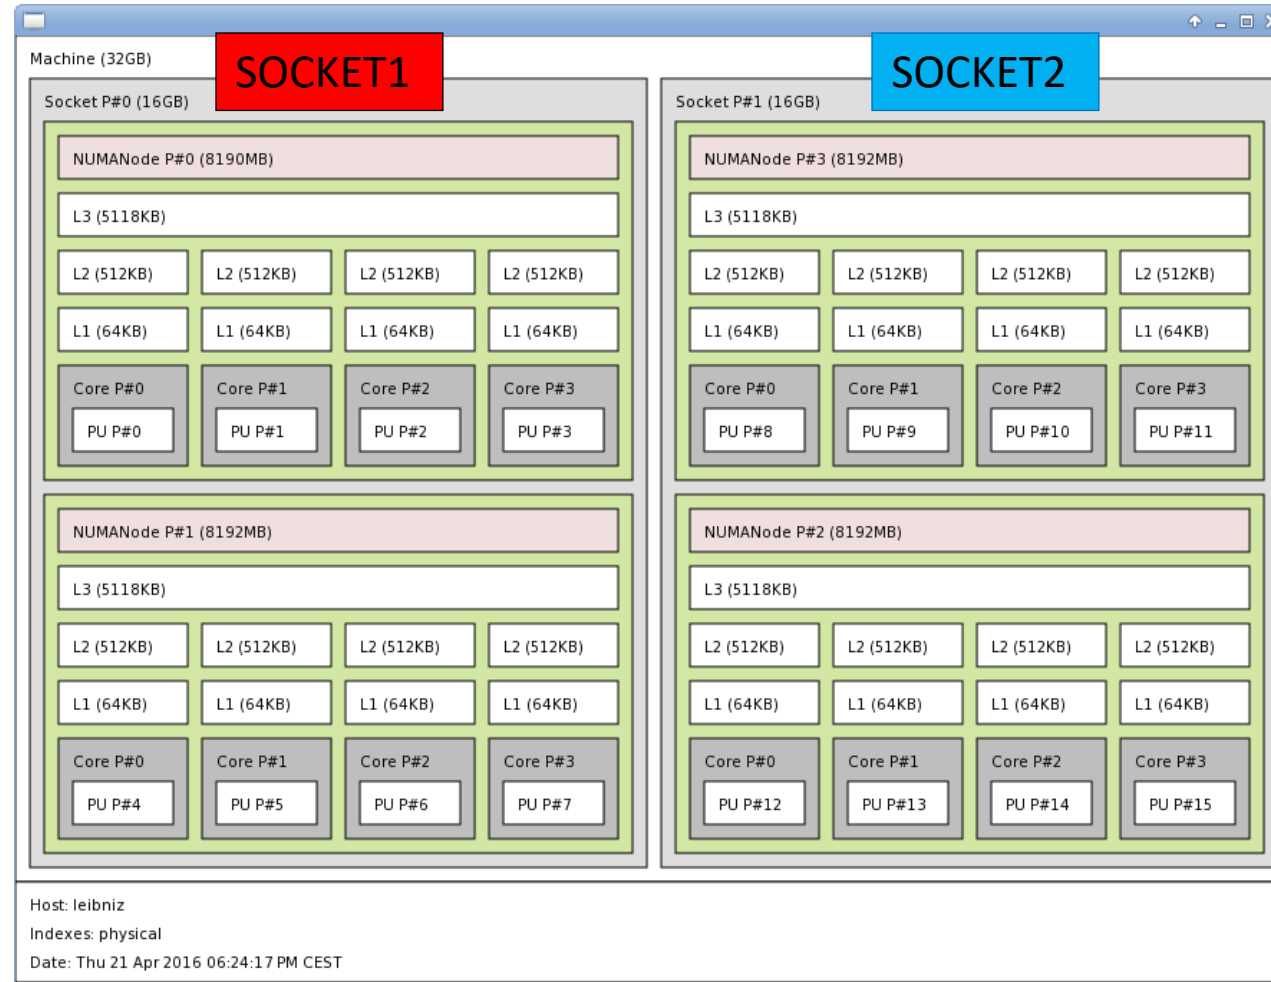 Machine (32GB)
SOCKET1
SOCKET2
Socket P#0 (16GB)
NUMANode P#0 (8190MB)
L3 (5118KB)
L2 (512KB) L2 (512KB) L2 (512KB) L2 (512KB)
L1 (64KB) L1 (64KB) L1 (64KB) L1 (64KB)
Core P#0 Core P#1 Core P#2 Core P#3
PU P#0 PU P#1 PU P#2 PU P#3
NUMANode P#1 (8192MB)
L3 (5118KB)
L2 (512KB) L2 (512KB) L2 (512KB) L2 (512KB)
L1 (64KB) L1 (64KB) L1 (64KB) L1 (64KB)
Core P#0 Core P#1 Core P#2 Core P#3
PU P#4 PU P#5 PU P#6 PU P#7
Socket P#1 (16GB)
NUMANode P#3 (8192MB)
L3 (5118KB)
L2 (512KB) L2 (512KB) L2 (512KB) L2 (512KB)
L1 (64KB) L1 (64KB) L1 (64KB) L1 (64KB)
Core P#0 Core P#1 Core P#2 Core P#3
PU P#8 PU P#9 PU P#10 PU P#11
NUMANode P#2 (8192MB)
L3 (5118KB)
L2 (512KB) L2 (512KB) L2 (512KB) L2 (512KB)
L1 (64KB) L1 (64KB) L1 (64KB) L1 (64KB)
Core P#0 Core P#1 Core P#2 Core P#3
PU P#12 PU P#13 PU P#14 PU P#15
Host: leibniz
Indexes: physical
Date: Thu 21 Apr 2016 06:24:17 PM CEST